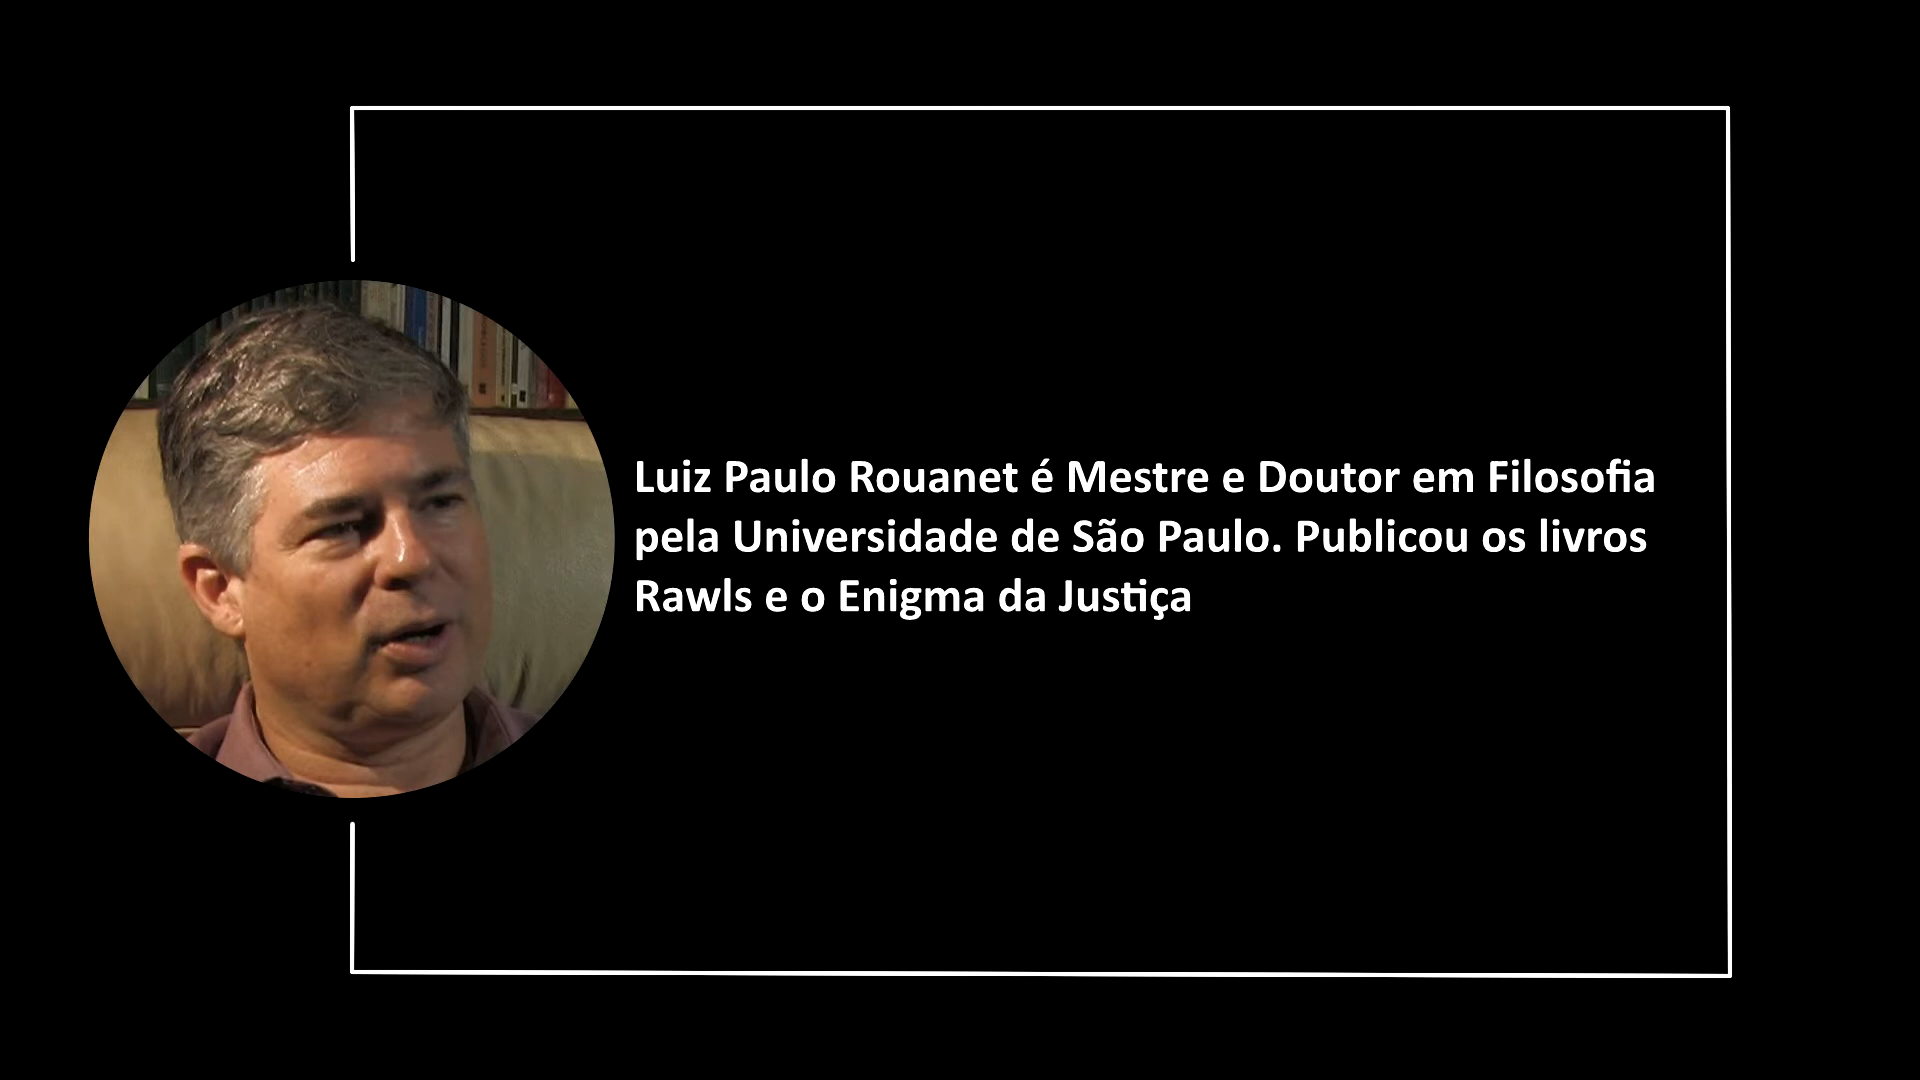 Luiz Paulo Rouanet é Mestre e Doutor em Filosofia
pela Universidade de São Paulo. Publicou os livros
Rawls e o Enigma da Justiça